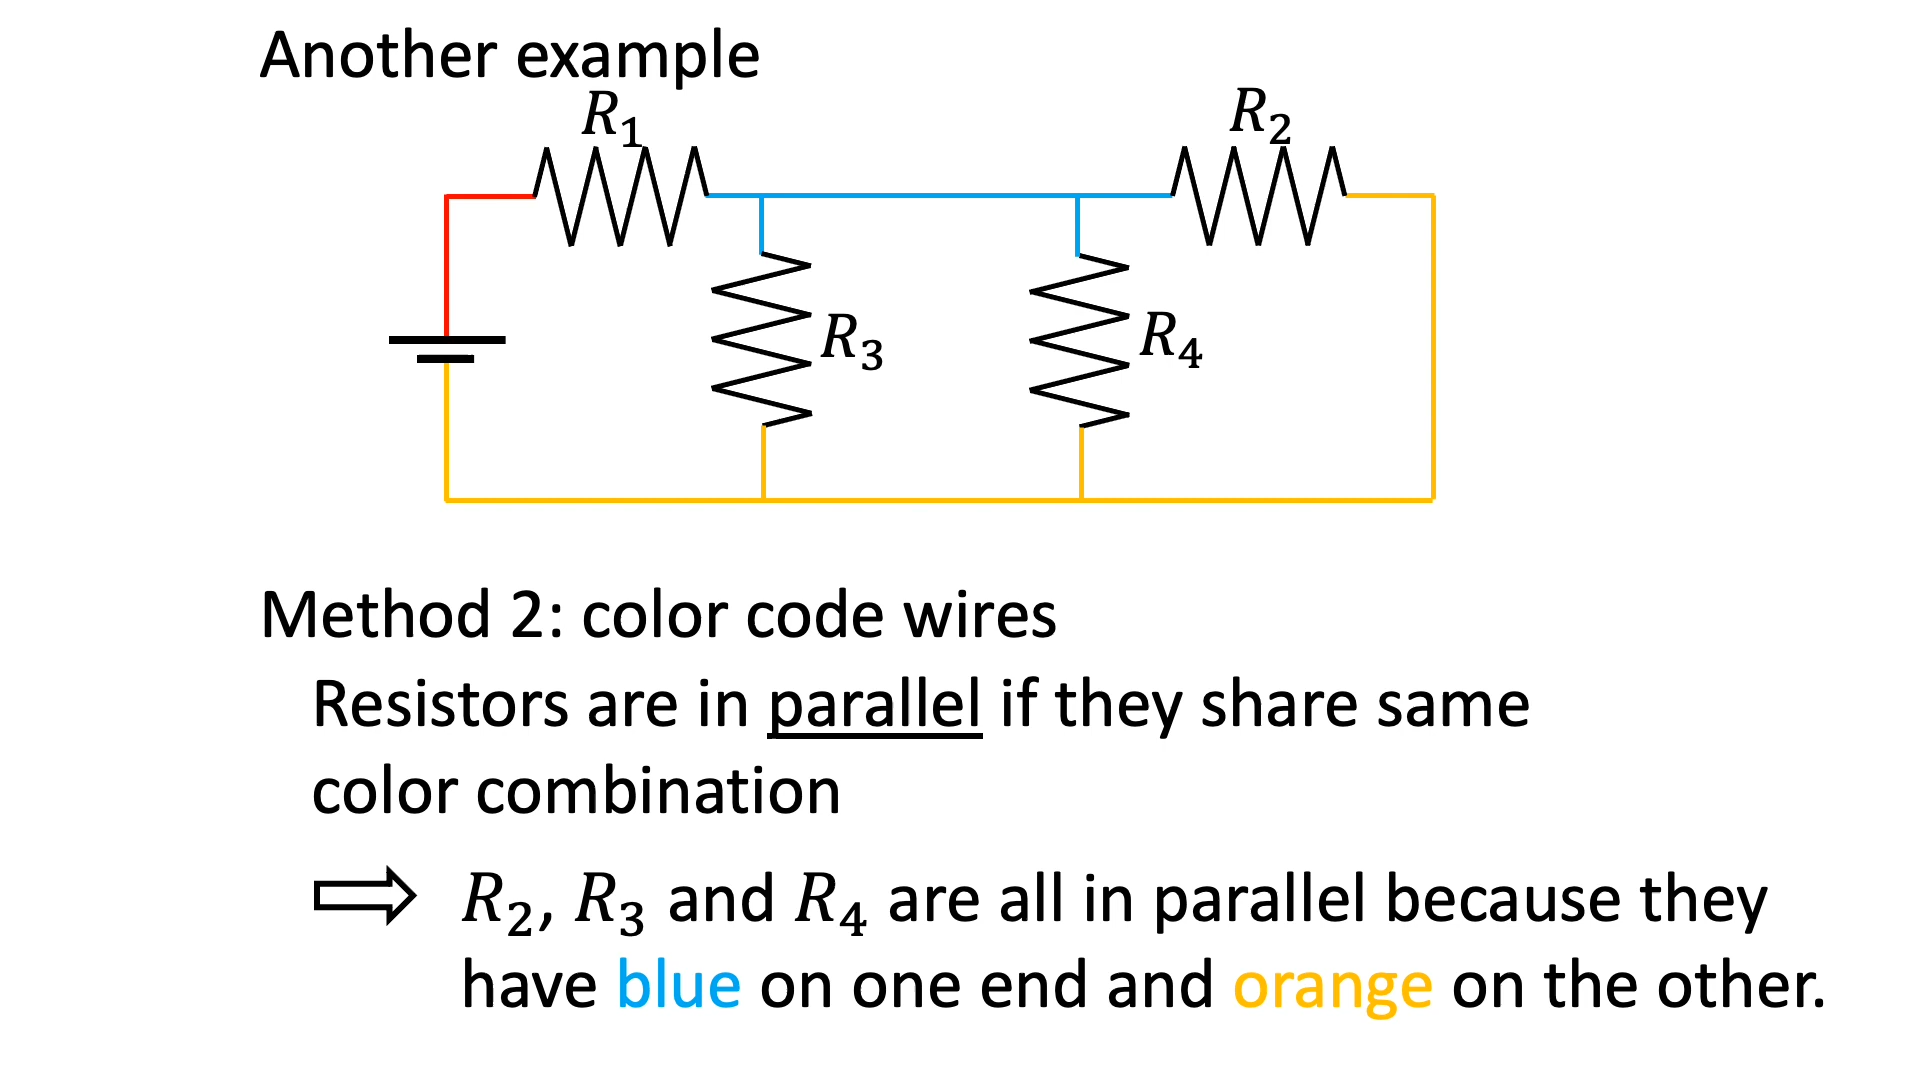 Another example
R₁
R₂
R₃
R₄
Method 2: color code wires
Resistors are in parallel if they share same
color combination
R₂, R₃ and R₄ are all in parallel because they
have blue on one end and orange on the other.